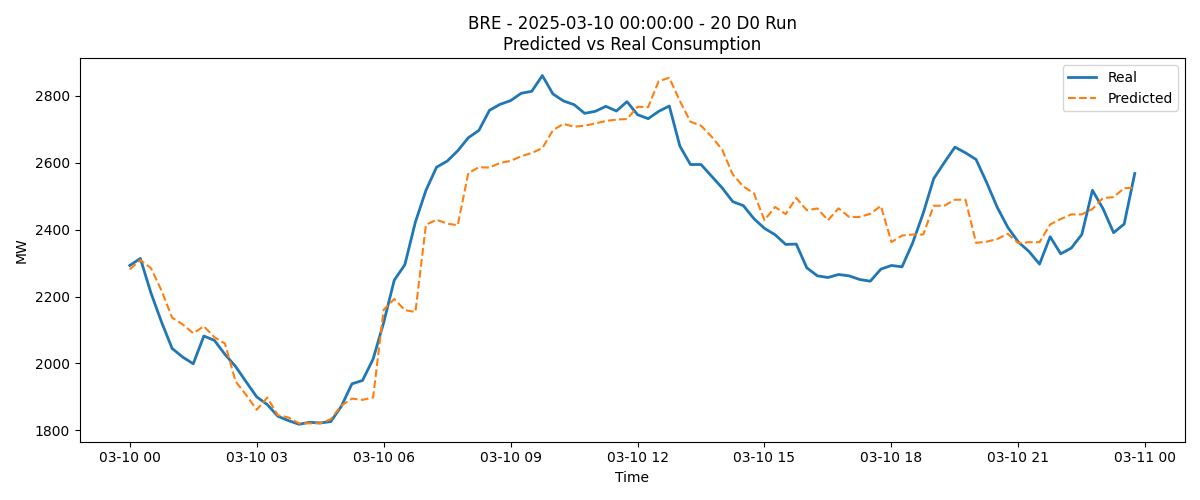 BRE - 2025-03-10 00:00:00 - 20 D0 Run
Predicted vs Real Consumption
Real
Predicted
MW
2800
2600
2400
2200
2000
1800
03-10 00
03-10 03
03-10 06
03-10 09
03-10 12
03-10 15
03-10 18
03-10 21
03-11 00
Time